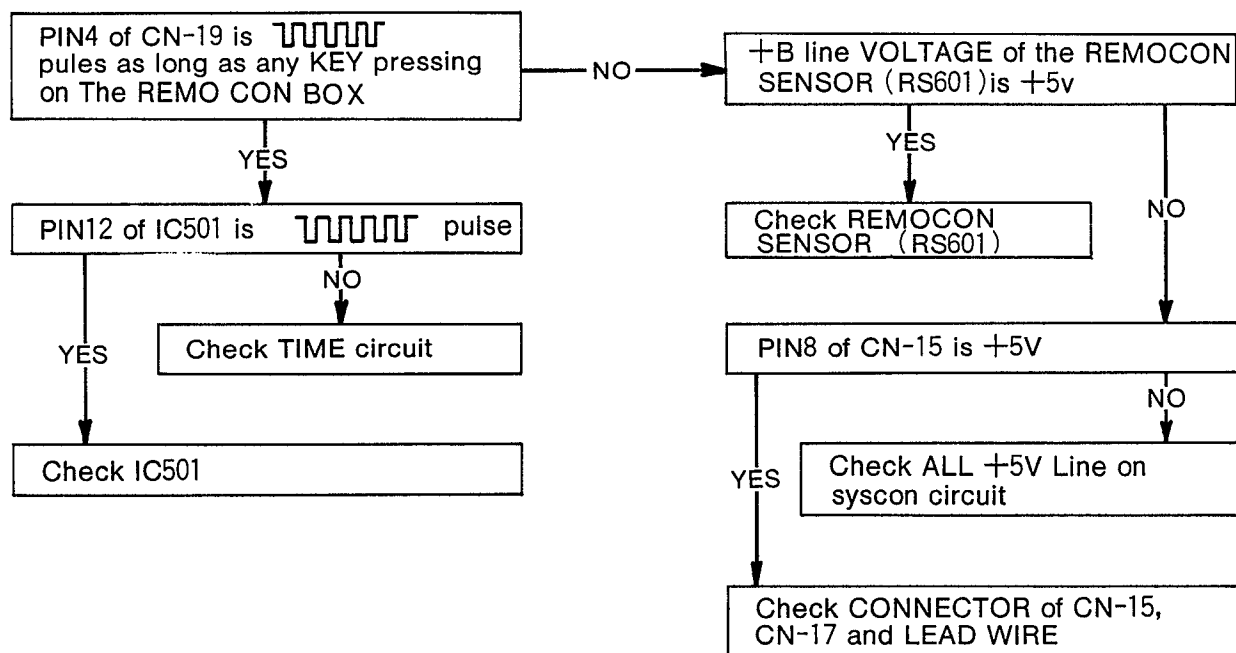 PIN4 of CN-19 is
pules as long as any KEY pressing
on The REMO CON BOX
NO
+B line VOLTAGE of the REMOCON
SENSOR (RS601) is +5v
YES
YES
NO
PIN12 of IC501 is pulse
Check REMOCON
SENSOR (RS601)
NO
YES
Check TIME circuit
PIN8 of CN-15 is +5V
NO
Check IC501
YES
Check ALL +5V Line on
syscon circuit
Check CONNECTOR of CN-15,
CN-17 and LEAD WIRE